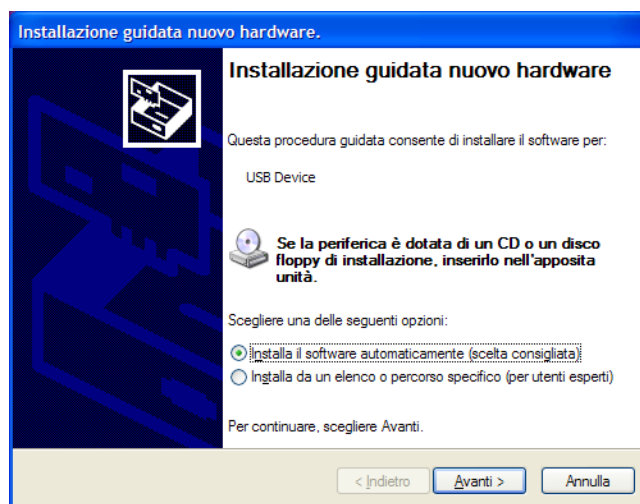 Installazione guidata nuovo hardware.
Installazione guidata nuovo hardware
Questa procedura guidata consente di installare il software per:
USB Device
Se la periferica è dotata di un CD o un disco
floppy di installazione, inserirlo nell'apposita
unità.
Scegliere una delle seguenti opzioni:
Installa il software automaticamente (scelta consigliata)
Installa da un elenco o percorso specifico (per utenti esperti)
Per continuare, scegliere Avanti.
< Indietro Avanti > Annulla